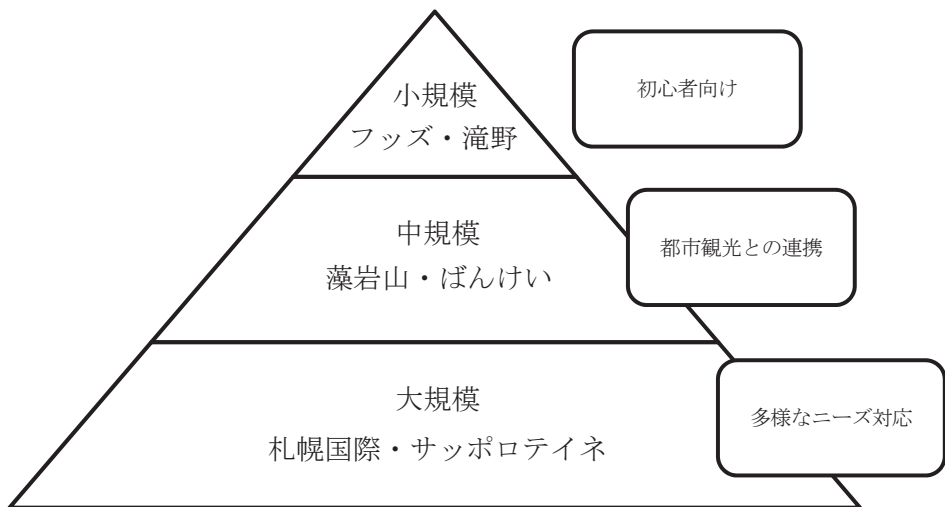 小規模
フッズ・滝野
初心者向け
中規模
藻岩山・ばんけい
都市観光との連携
大規模
札幌国際・サッポロテイネ
多様なニーズ対応